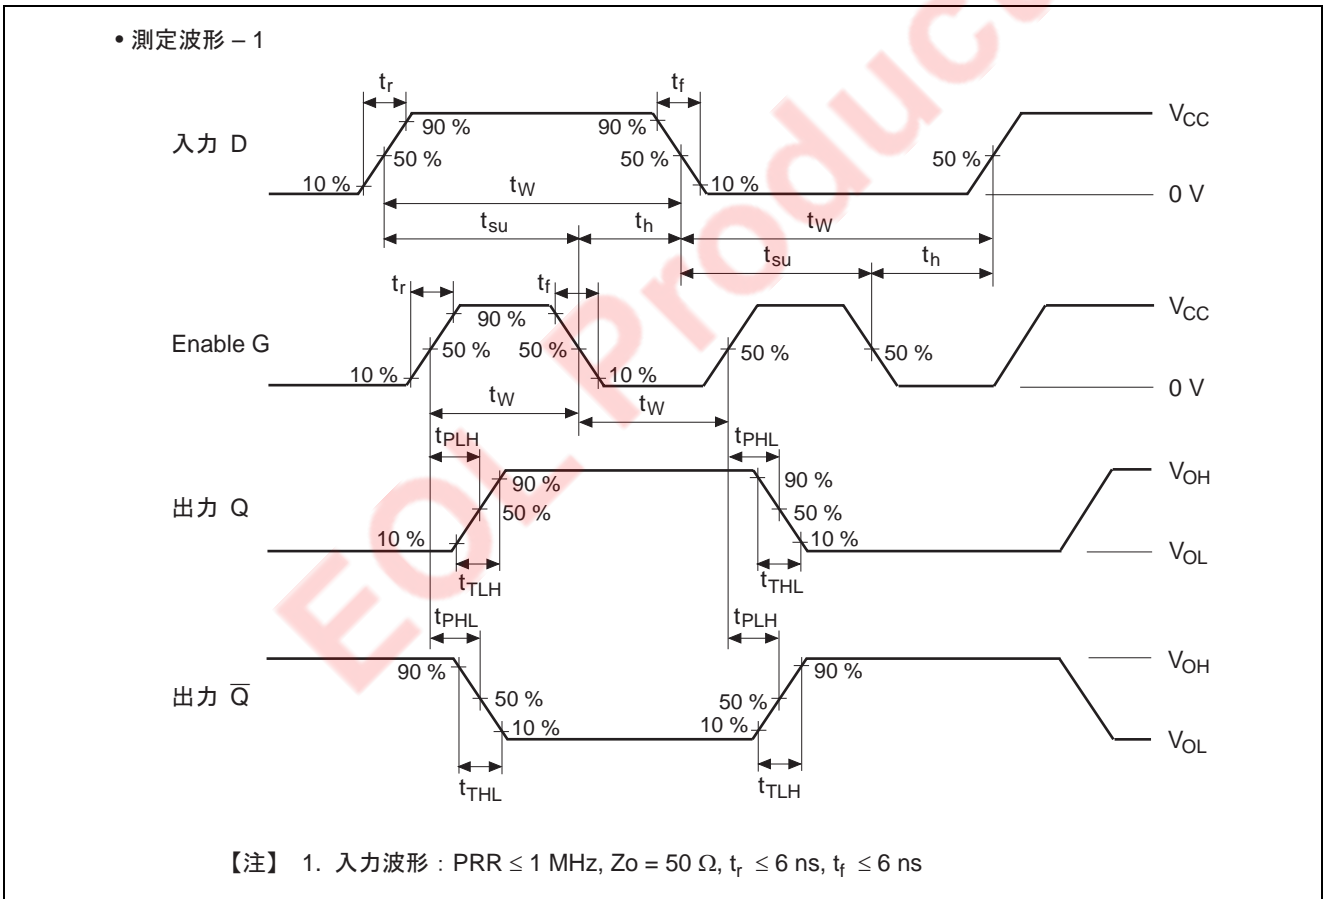 • 測定波形 – 1
tr
tf
入力 D
90 %
90 %
VCC
50 %
50 %
50 %
10 %
10 %
0 V
tW
tsu
th
tW
tsu
th
tr
tf
Enable G
90 %
VCC
50 %
50 %
50 %
50 %
10 %
10 %
0 V
tW
tW
tPLH
tPHL
出力 Q
90 %
90 %
VOH
50 %
50 %
10 %
10 %
VOL
tTLH
tTHL
tPHL
tPLH
出力 Q̅
90 %
90 %
VOH
50 %
50 %
10 %
10 %
VOL
tTHL
tTLH
【注】 1. 入力波形 : PRR ≤ 1 MHz, Zo = 50 Ω, tr ≤ 6 ns, tf ≤ 6 ns
EOL Product